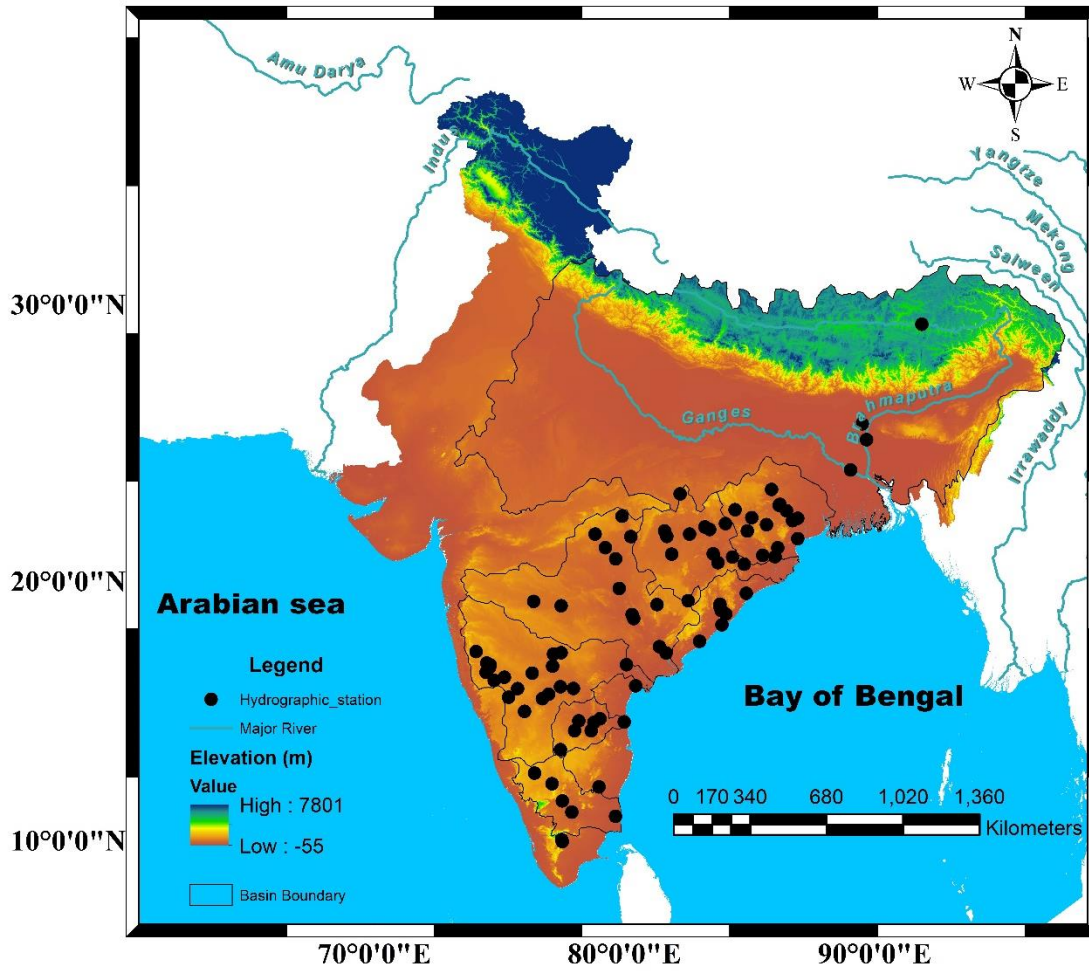 N
W E
S
Amu Darya
Indus
Yangtze
Mekong
Salween
Irrawaddy
Brahmaputra
Ganges
30°0'0"N
20°0'0"N
10°0'0"N
Arabian sea
Bay of Bengal
Legend
Hydrographic_station
Major River
Elevation (m)
Value
High : 7801
Low : -55
Basin Boundary
0 170 340 680 1,020 1,360
Kilometers
70°0'0"E 80°0'0"E 90°0'0"E